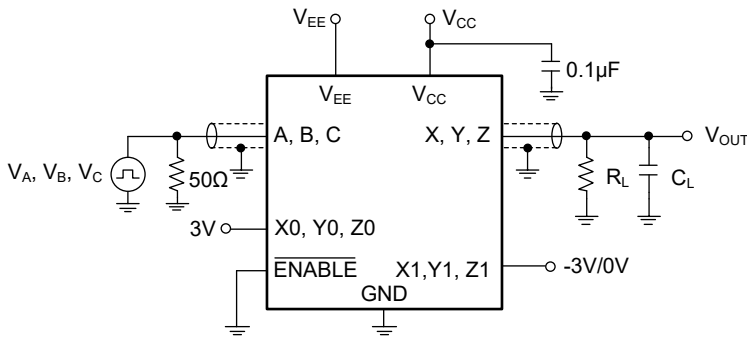 VEE VCC
0.1µF
VEE VCC
A, B, C X, Y, Z
VOUT
VA, VB, VC
50Ω
RL CL
3V X0, Y0, Z0
ENABLE X1,Y1, Z1 -3V/0V
GND